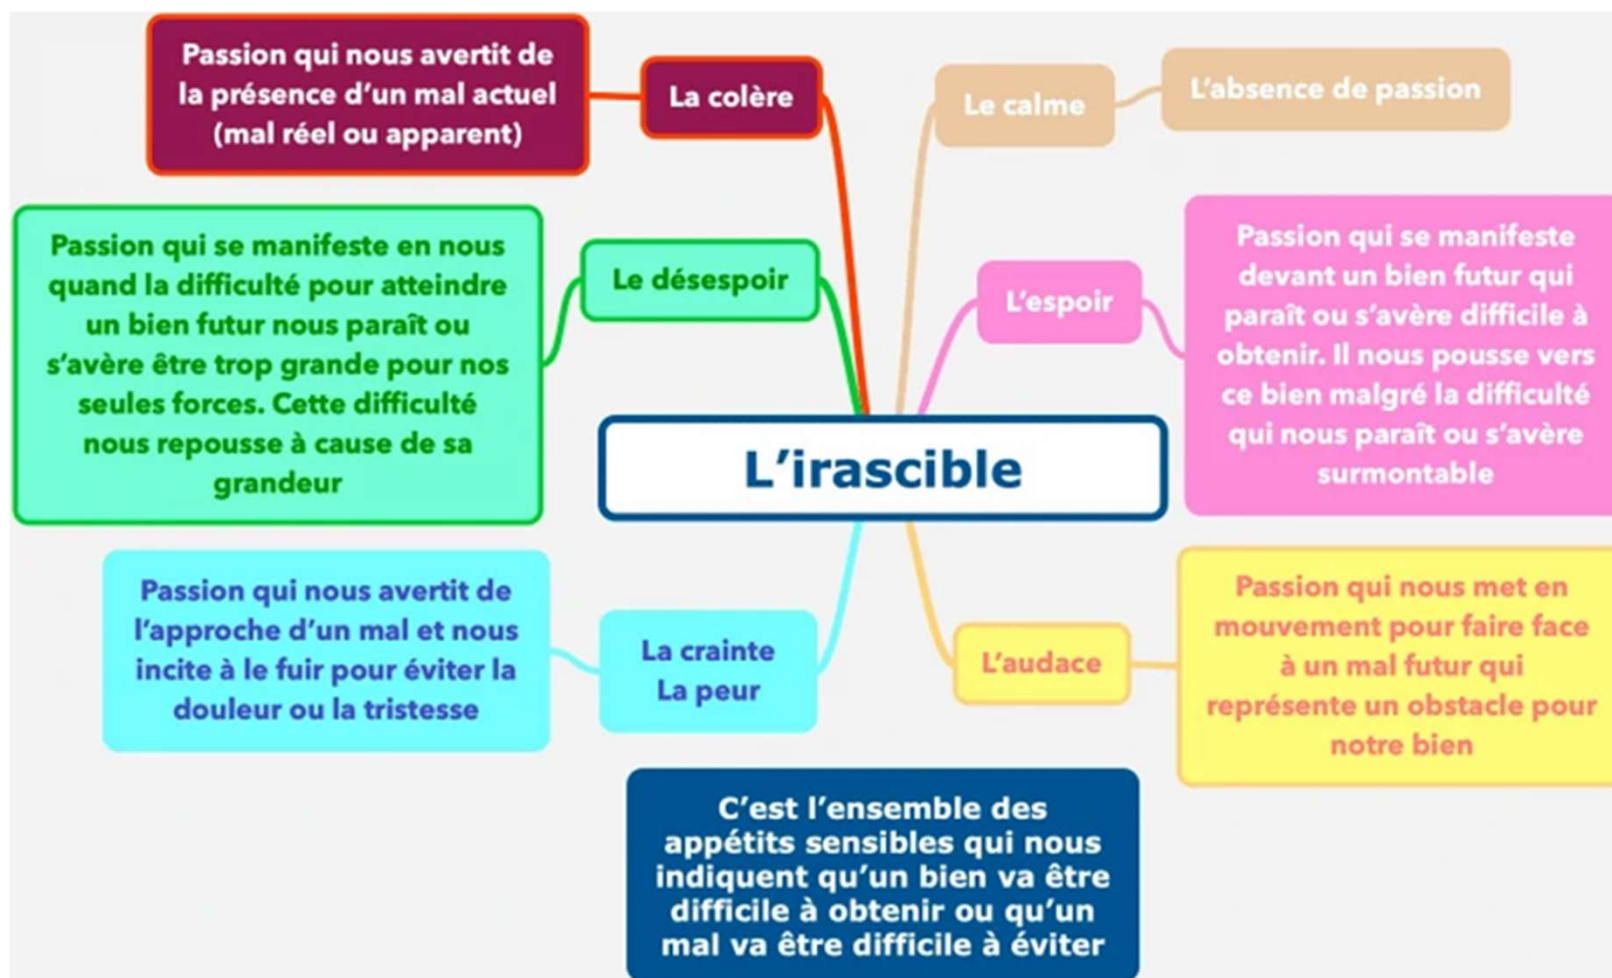 Passion qui nous avertit de
la présence d'un mal actuel
(mal réel ou apparent)
La colère
Le calme
L'absence de passion
Passion qui se manifeste en nous
quand la difficulté pour atteindre
un bien futur nous paraît ou
s'avère être trop grande pour nos
seules forces. Cette difficulté
nous repousse à cause de sa
grandeur
Le désespoir
L'espoir
Passion qui se manifeste
devant un bien futur qui
paraît ou s'avère difficile à
obtenir. Il nous pousse vers
ce bien malgré la difficulté
qui nous paraît ou s'avère
surmontable
L'irascible
Passion qui nous avertit de
l'approche d'un mal et nous
incite à le fuir pour éviter la
douleur ou la tristesse
La crainte
La peur
L'audace
Passion qui nous met en
mouvement pour faire face
à un mal futur qui
représente un obstacle pour
notre bien
C'est l'ensemble des
appétits sensibles qui nous
indiquent qu'un bien va être
difficile à obtenir ou qu'un
mal va être difficile à éviter